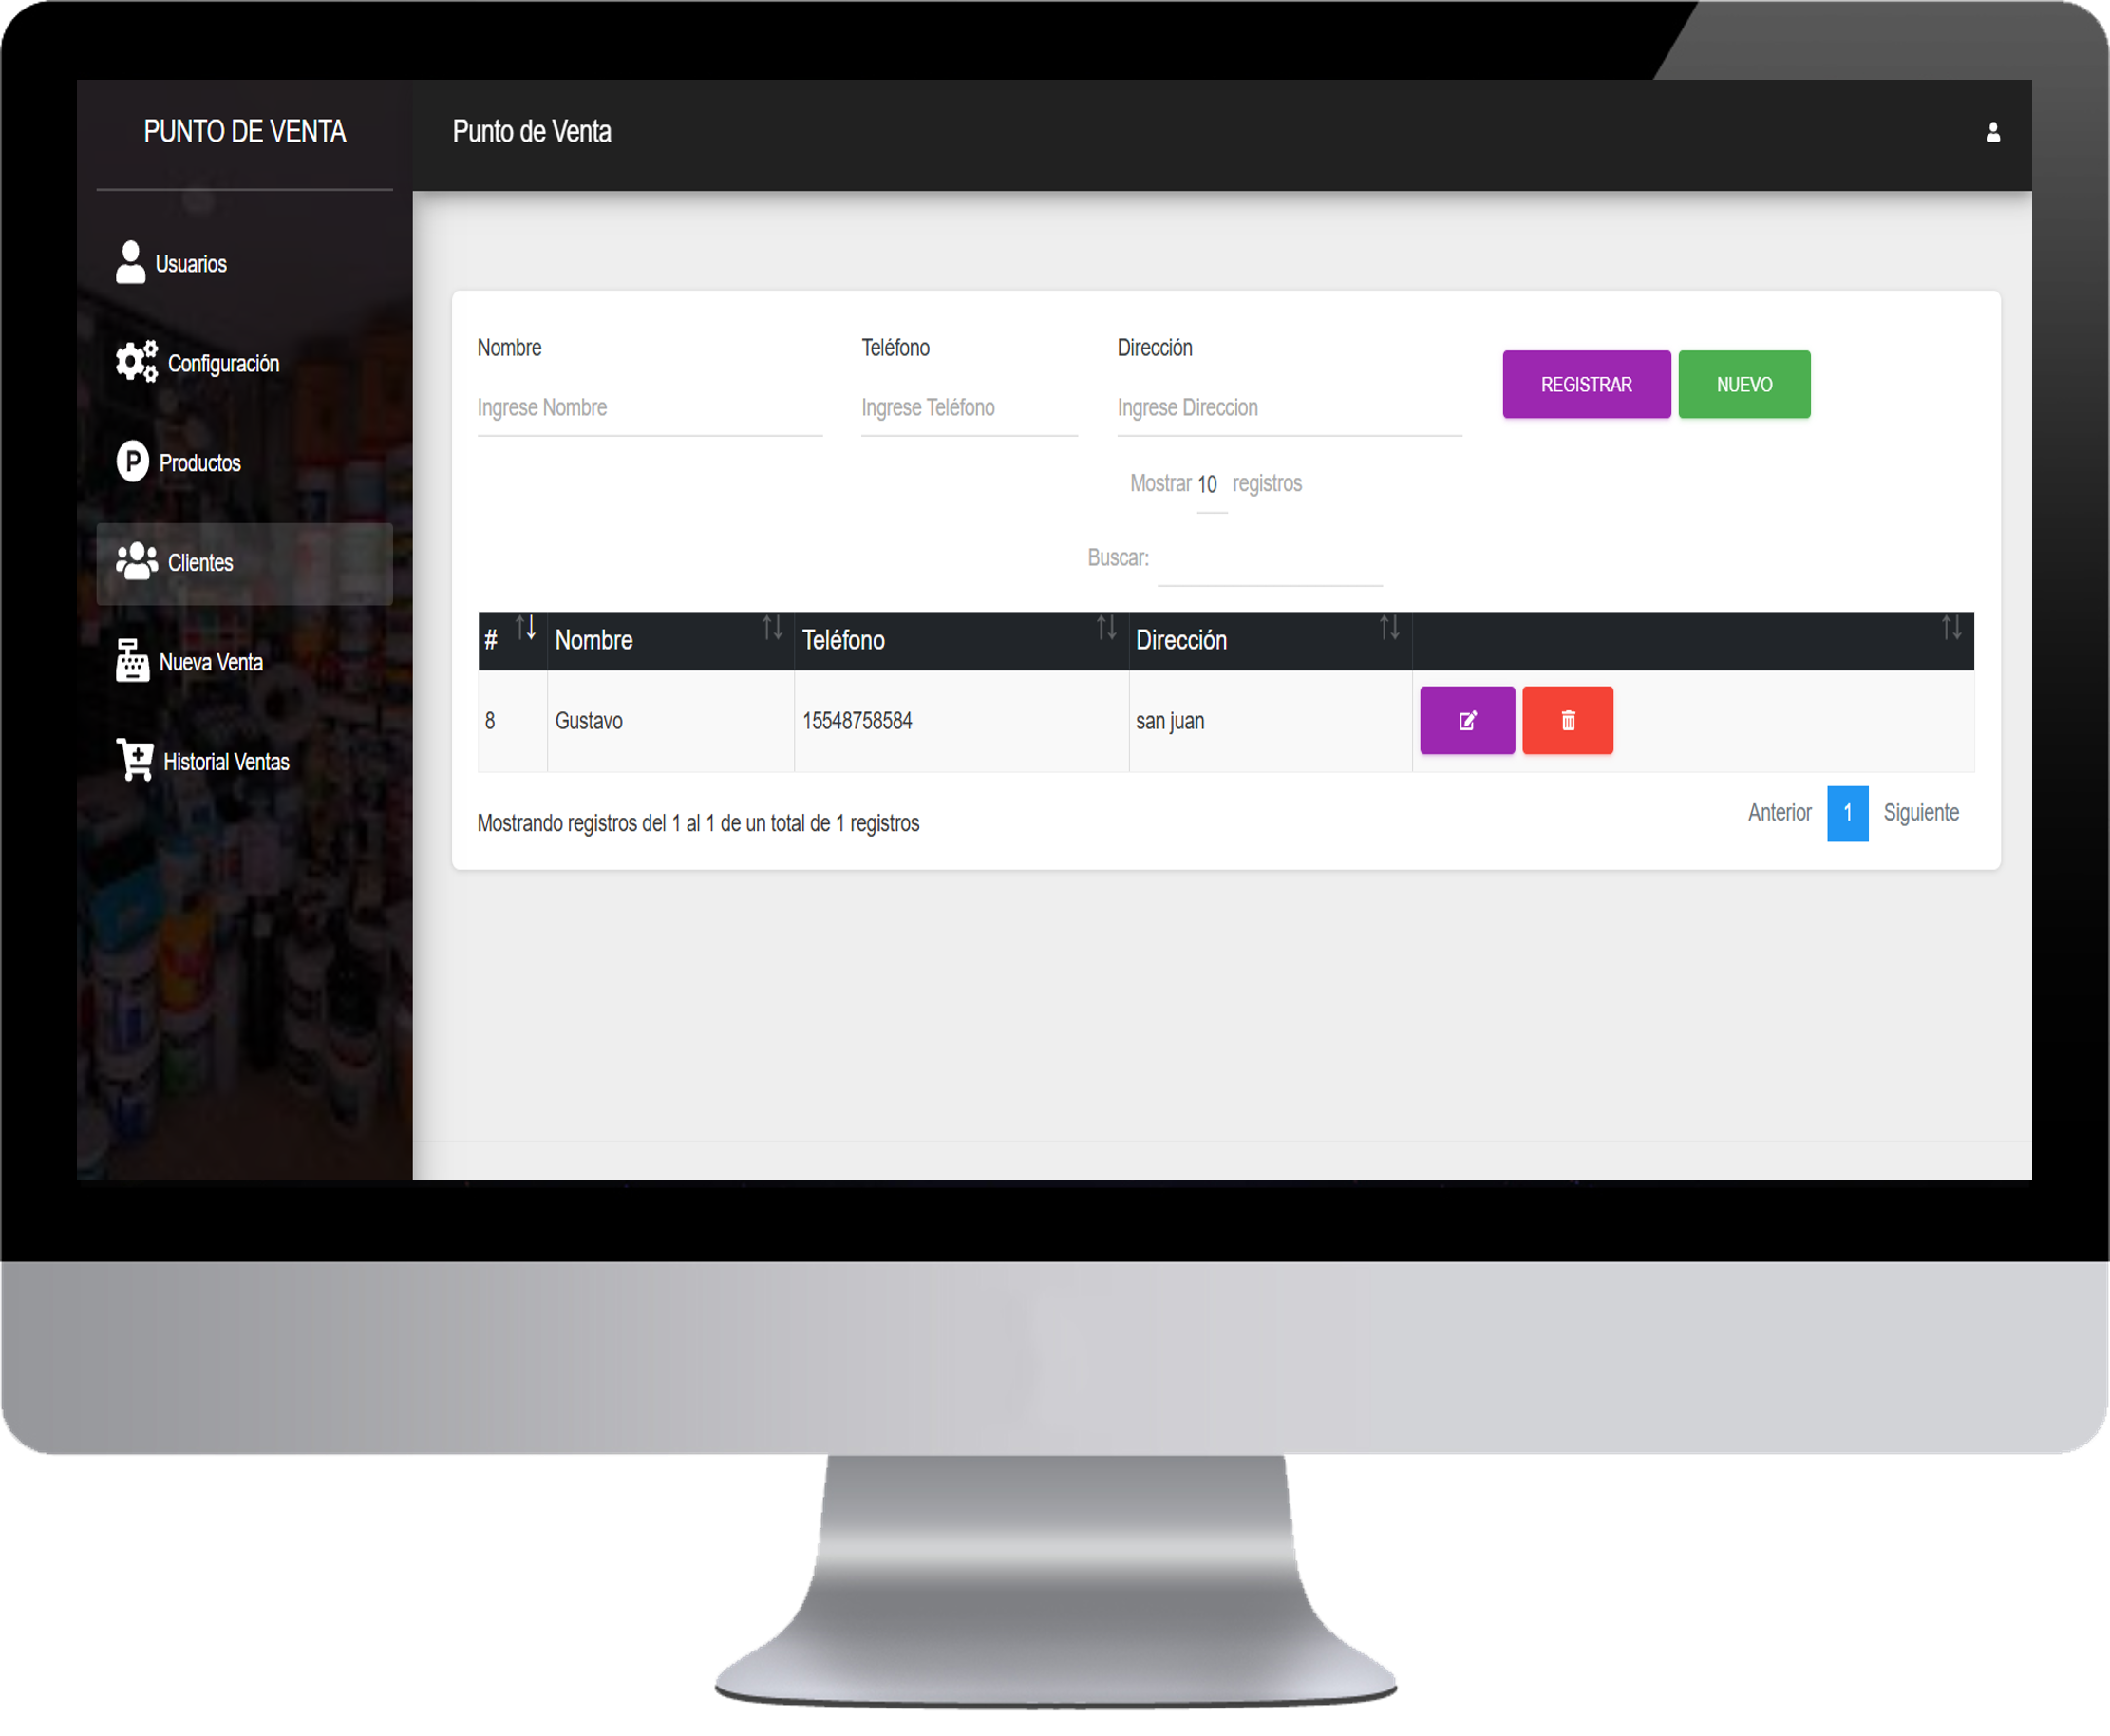 PUNTO DE VENTA
Punto de Venta
Usuarios
Configuración
Productos
Clientes
Nueva Venta
Historial Ventas
Nombre Teléfono Dirección
Ingrese Nombre Ingrese Teléfono Ingrese Direccion
REGISTRAR NUEVO
Mostrar 10 registros
Buscar:
# Nombre Teléfono Dirección
8 Gustavo 15548758584 san juan
Mostrando registros del 1 al 1 de un total de 1 registros
Anterior 1 Siguiente